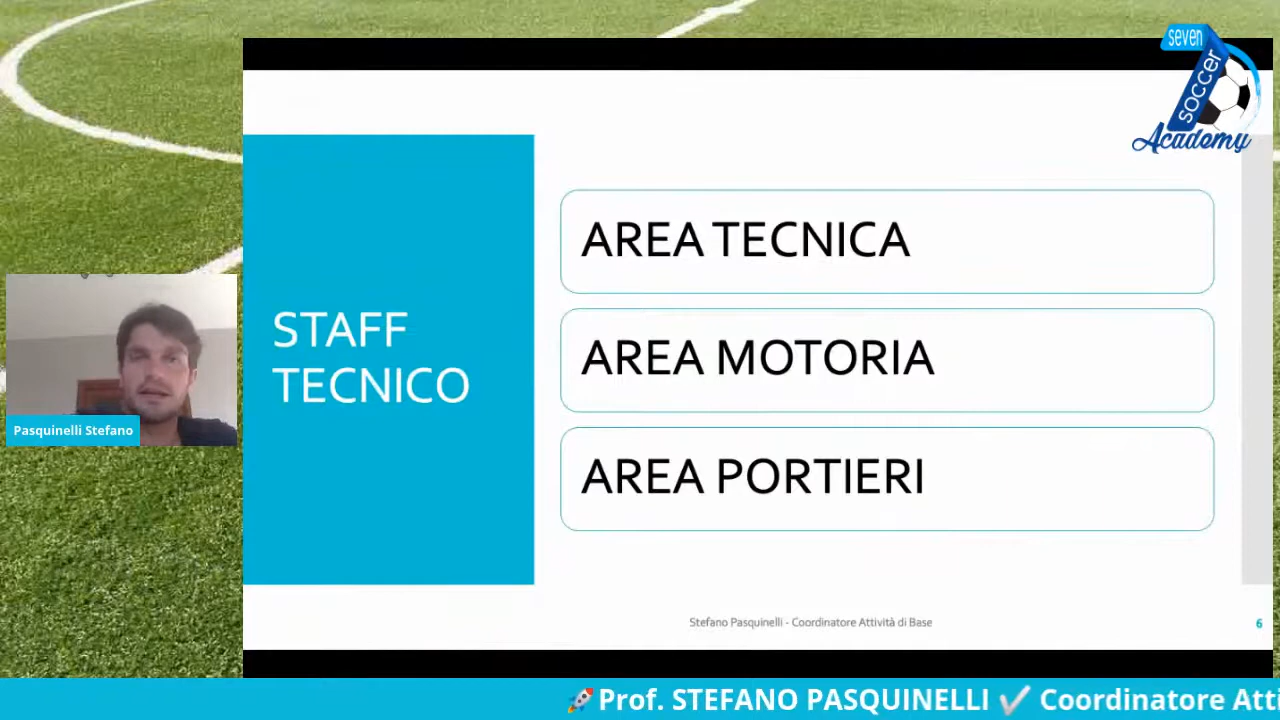 seven
SOCCER
Academy
STAFF
TECNICO
AREA TECNICA
AREA MOTORIA
AREA PORTIERI
Pasquinelli Stefano
Stefano Pasquinelli - Coordinatore Attività di Base
6
🚀Prof. STEFANO PASQUINELLI ✔ Coordinatore Atti